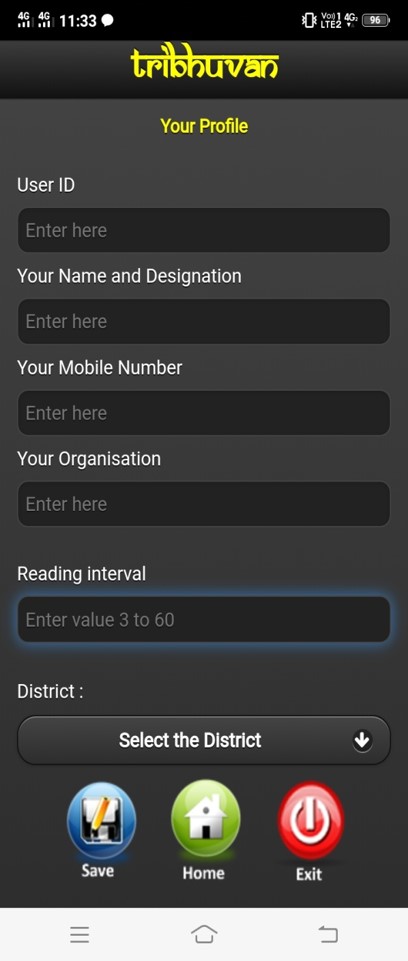 4G 4G 11:33 Vo) 1 4G
LTE2 96
tribhuvan
Your Profile
User ID
Enter here
Your Name and Designation
Enter here
Your Mobile Number
Enter here
Your Organisation
Enter here
Reading interval
Enter value 3 to 60
District :
Select the District
Save Home Exit